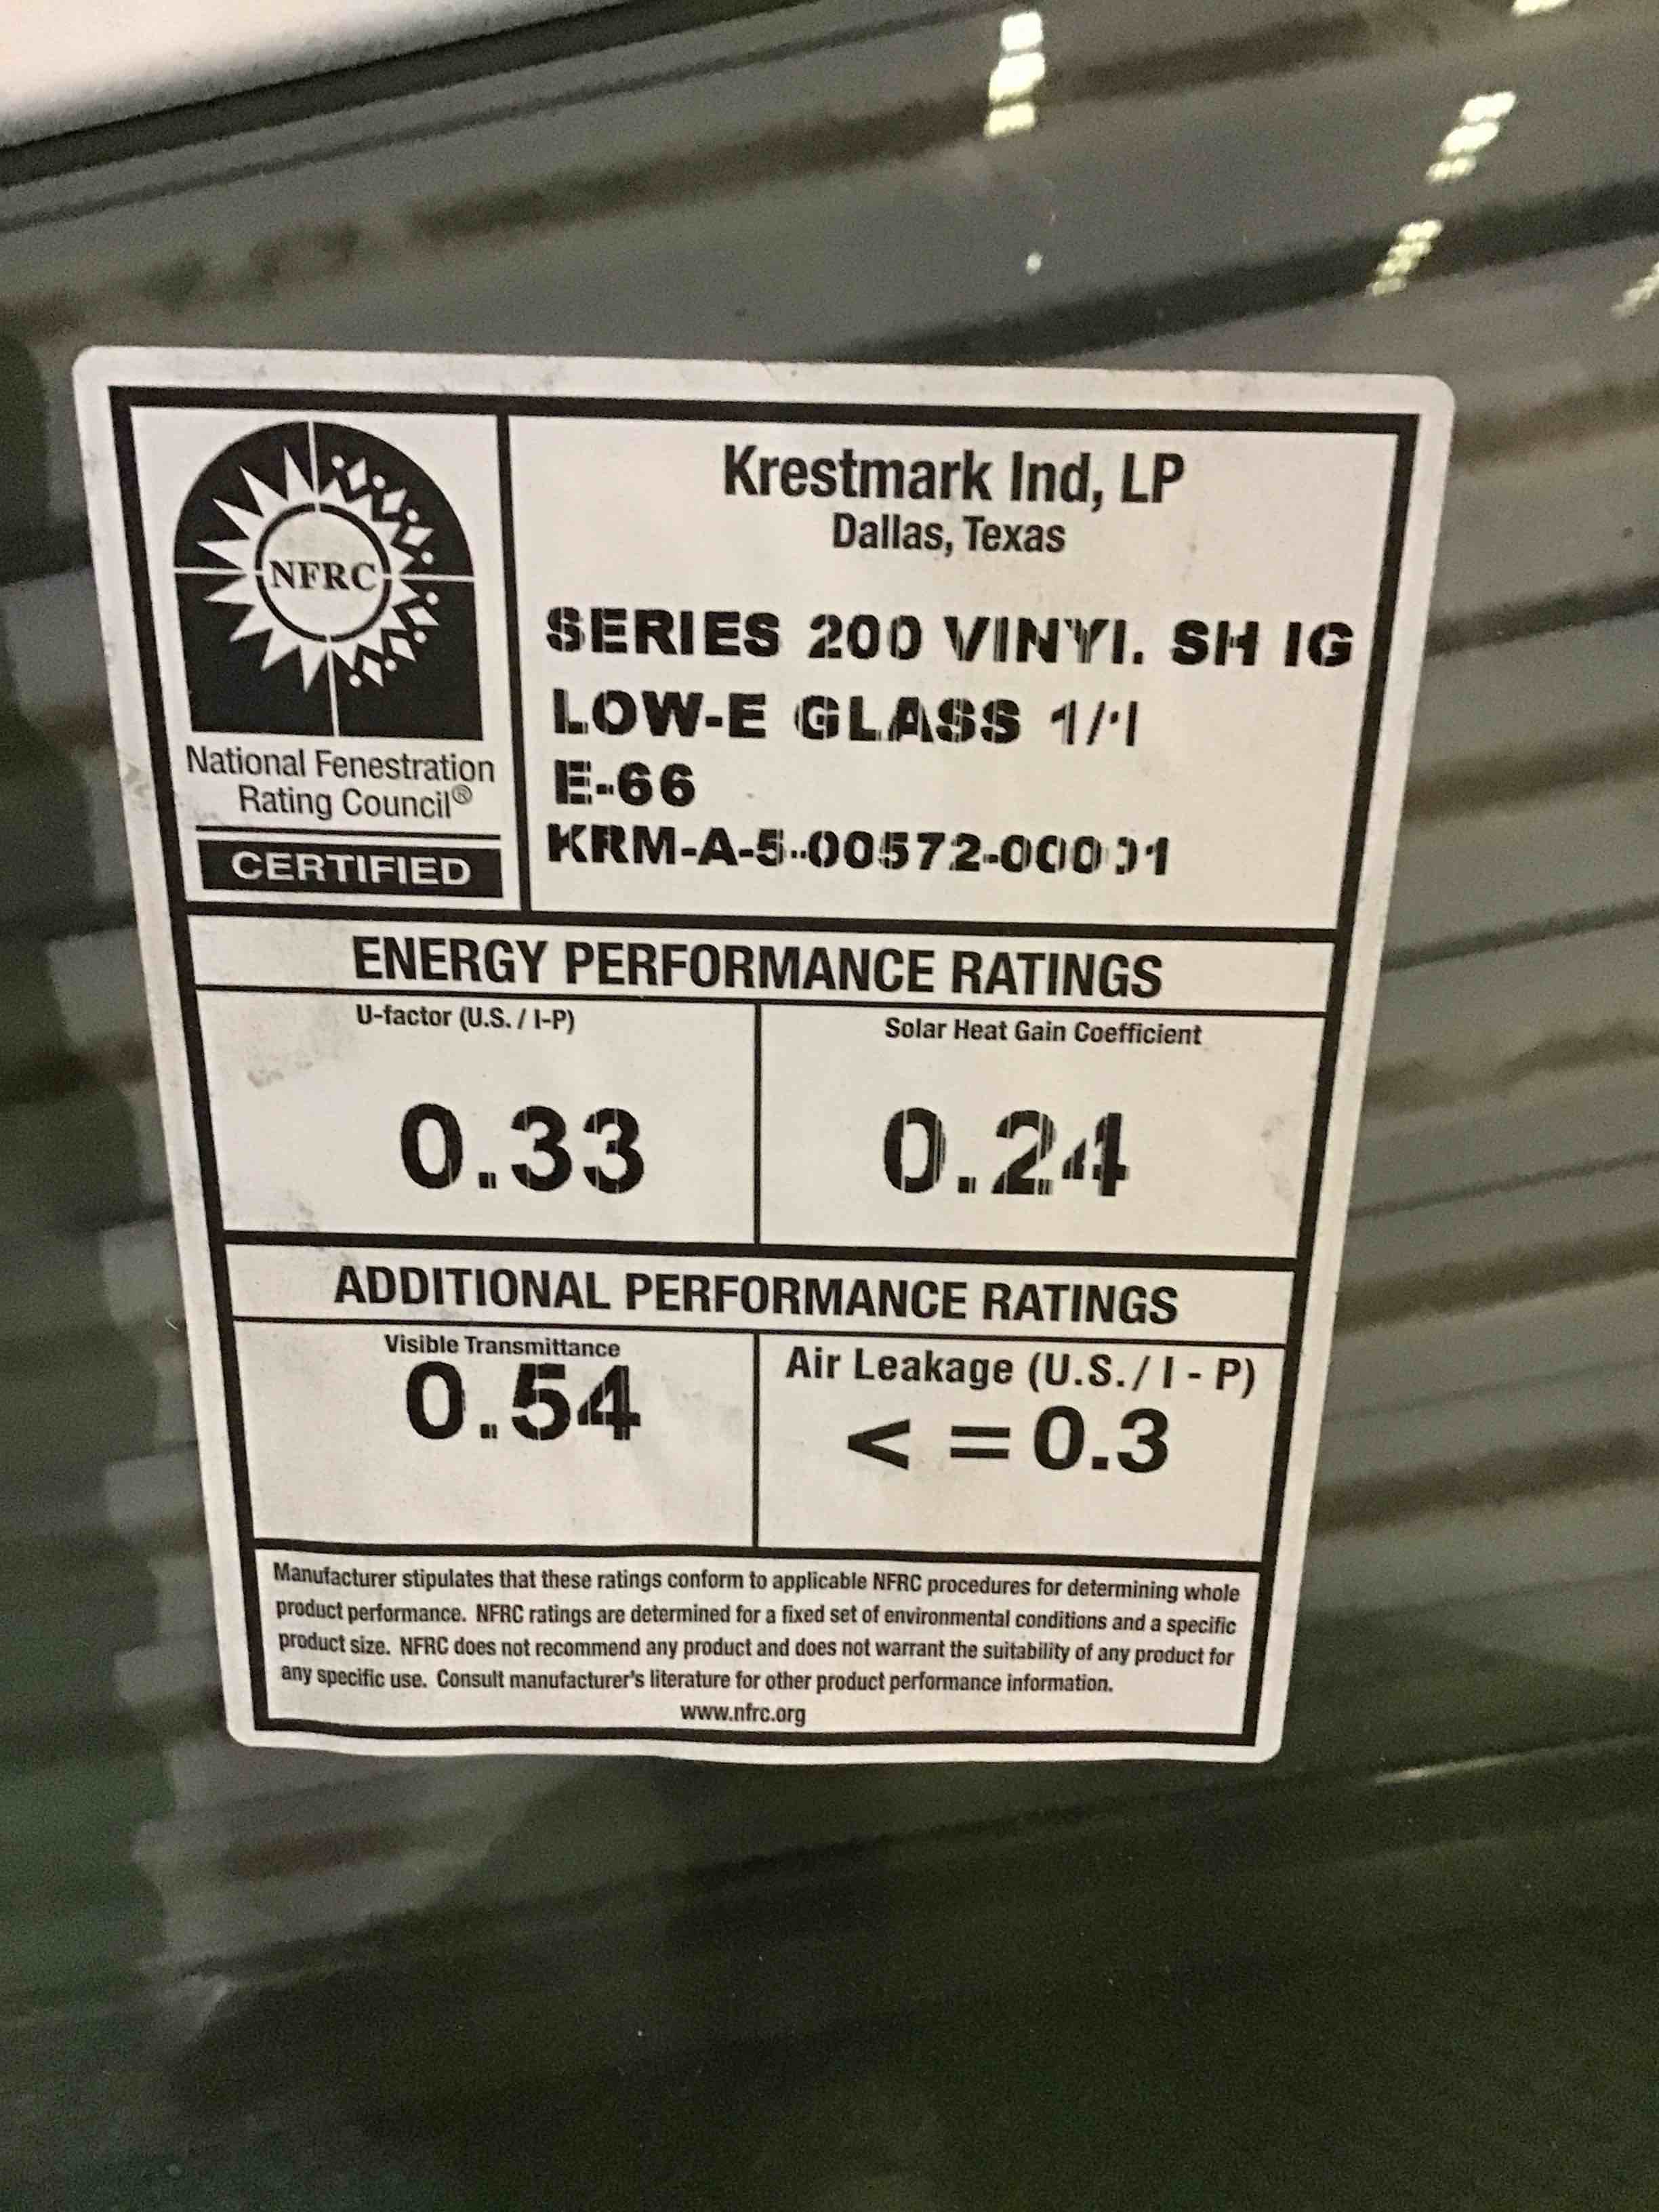 NFRC
National Fenestration
Rating Council®
CERTIFIED
Krestmark Ind, LP
Dallas, Texas
SERIES 200 VINYL SH IG
LOW-E GLASS 1/1
E-66
KRM-A-5-00572-00001
ENERGY PERFORMANCE RATINGS
U-factor (U.S. / I-P)
0.33
Solar Heat Gain Coefficient
0.24
ADDITIONAL PERFORMANCE RATINGS
Visible Transmittance
0.54
Air Leakage (U.S. / I - P)
< = 0.3
Manufacturer stipulates that these ratings conform to applicable NFRC procedures for determining whole
product performance. NFRC ratings are determined for a fixed set of environmental conditions and a specific
product size. NFRC does not recommend any product and does not warrant the suitability of any product for
any specific use. Consult manufacturer's literature for other product performance information.
www.nfrc.org